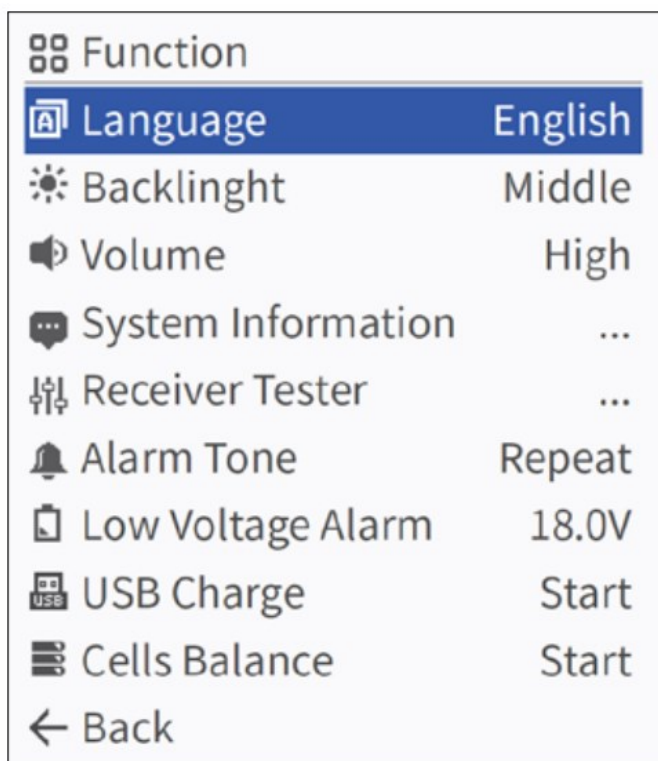 Function
Language English
Backlinght Middle
Volume High
System Information ...
Receiver Tester ...
Alarm Tone Repeat
Low Voltage Alarm 18.0V
USB Charge Start
Cells Balance Start
Back